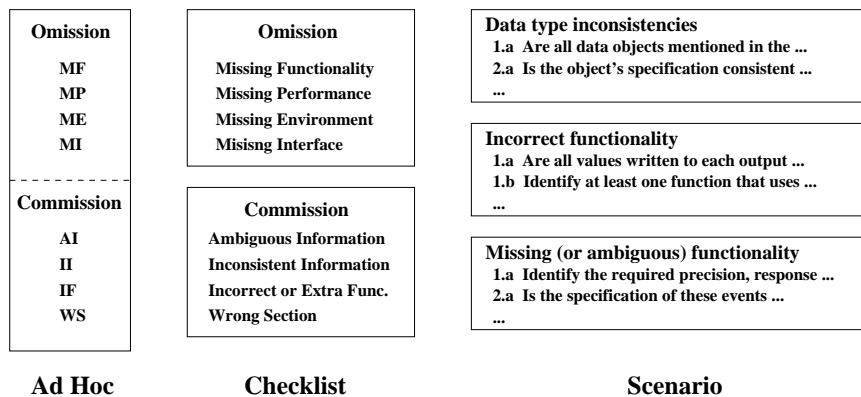 Omission
MF
MP
ME
MI
Commission
AI
II
IF
WS
Ad Hoc
Omission
Missing Functionality
Missing Performance
Missing Environment
Misisng Interface
Commission
Ambiguous Information
Inconsistent Information
Incorrect or Extra Func.
Wrong Section
Checklist
Data type inconsistencies
1.a Are all data objects mentioned in the ...
2.a Is the object's specification consistent ...
...
Incorrect functionality
1.a Are all values written to each output ...
1.b Identify at least one function that uses ...
...
Missing (or ambiguous) functionality
1.a Identify the required precision, response ...
2.a Is the specification of these events ...
...
Scenario